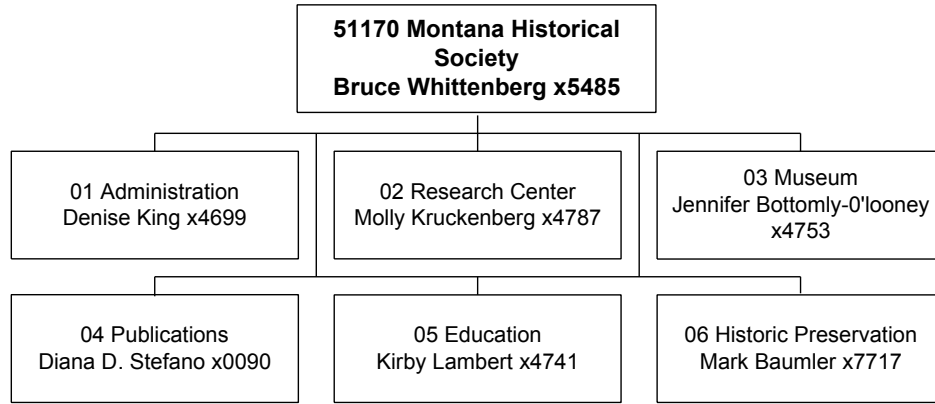 51170 Montana Historical
Society
Bruce Whittenberg x5485
01 Administration
Denise King x4699
02 Research Center
Molly Kruckenberg x4787
03 Museum
Jennifer Bottomly-0'looney
x4753
04 Publications
Diana D. Stefano x0090
05 Education
Kirby Lambert x4741
06 Historic Preservation
Mark Baumler x7717